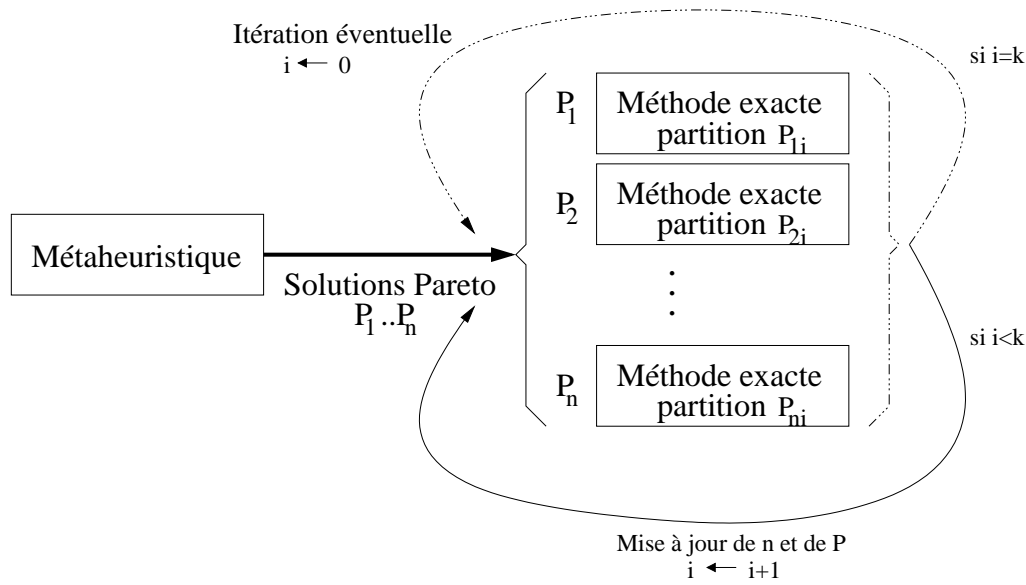 Itération éventuelle
i ← 0
si i=k
P1
Méthode exacte
partition P1i
P2
Méthode exacte
partition P2i
Métaheuristique
Solutions Pareto
P1 ..Pn
si i<k
Pn
Méthode exacte
partition Pni
Mise à jour de n et de P
i ← i+1